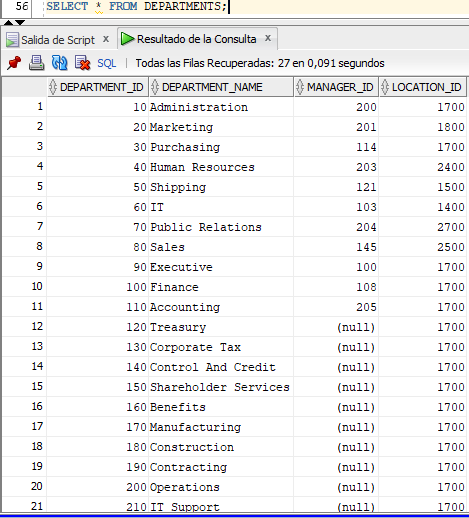 56 SELECT * FROM DEPARTMENTS;
Salida de Script x Resultado de la Consulta x
SQL | Todas las Filas Recuperadas: 27 en 0,091 segundos
DEPARTMENT_ID DEPARTMENT_NAME MANAGER_ID LOCATION_ID
1 10 Administration 200 1700
2 20 Marketing 201 1800
3 30 Purchasing 114 1700
4 40 Human Resources 203 2400
5 50 Shipping 121 1500
6 60 IT 103 1400
7 70 Public Relations 204 2700
8 80 Sales 145 2500
9 90 Executive 100 1700
10 100 Finance 108 1700
11 110 Accounting 205 1700
12 120 Treasury (null) 1700
13 130 Corporate Tax (null) 1700
14 140 Control And Credit (null) 1700
15 150 Shareholder Services (null) 1700
16 160 Benefits (null) 1700
17 170 Manufacturing (null) 1700
18 180 Construction (null) 1700
19 190 Contracting (null) 1700
20 200 Operations (null) 1700
21 210 IT Support (null) 1700